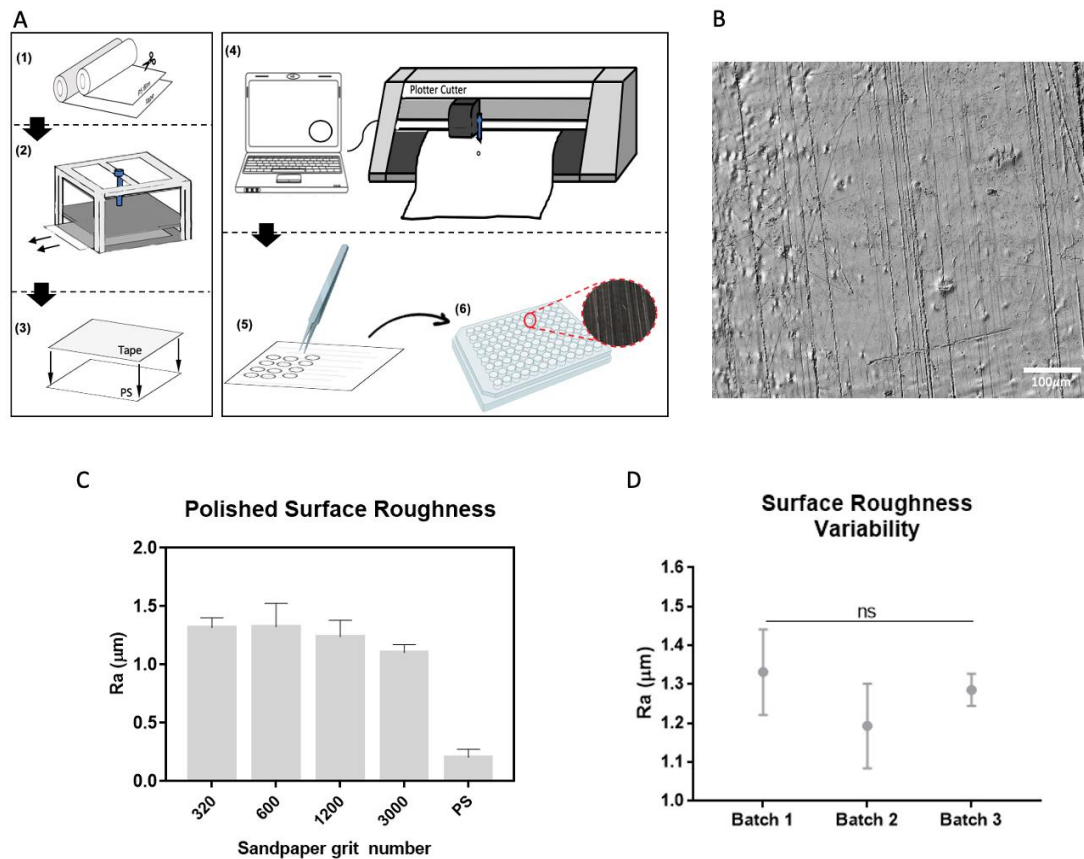 A
(1)
PS film
Tape
(2)
(3)
Tape
PS
(4)
Plotter Cutter
(5)
(6)
B
100µm
C
Polished Surface Roughness
Ra (µm)
2.0
1.5
1.0
0.5
0.0
320
600
1200
3000
PS
Sandpaper grit number
D
Surface Roughness
Variability
Ra (µm)
1.6
1.5
1.4
1.3
1.2
1.1
1.0
ns
Batch 1
Batch 2
Batch 3